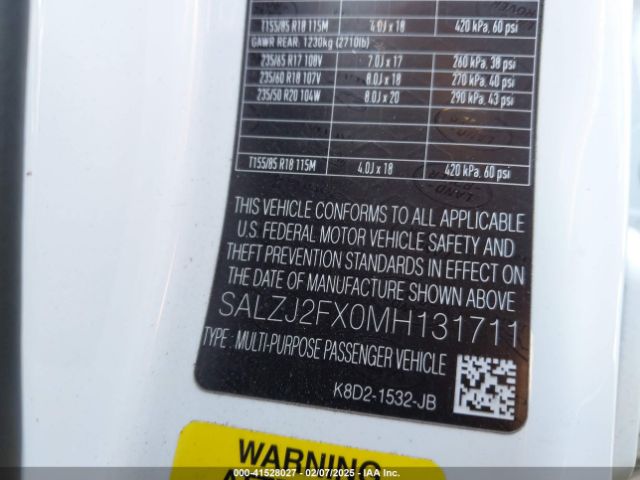 T155/85 R18 115M 4.0J x 18 420 kPa, 60 psi
GAWR REAR: 1230kg (2710lb)
235/65 R17 108V 7.0J x 17 260 kPa, 38 psi
235/60 R18 107V 8.0J x 18 270 kPa, 40 psi
235/50 R20 104W 8.0J x 20 290 kPa, 43 psi
T155/85 R18 115M 4.0J x 18 420 kPa, 60 psi
THIS VEHICLE CONFORMS TO ALL APPLICABLE
U.S. FEDERAL MOTOR VEHICLE SAFETY AND
THEFT PREVENTION STANDARDS IN EFFECT ON
THE DATE OF MANUFACTURE SHOWN ABOVE
SALZJ2FX0MH131711
TYPE: MULTI-PURPOSE PASSENGER VEHICLE
K8D2-1532-JB
WARNING
000-41528027 - 02/07/2025 - IAA Inc.